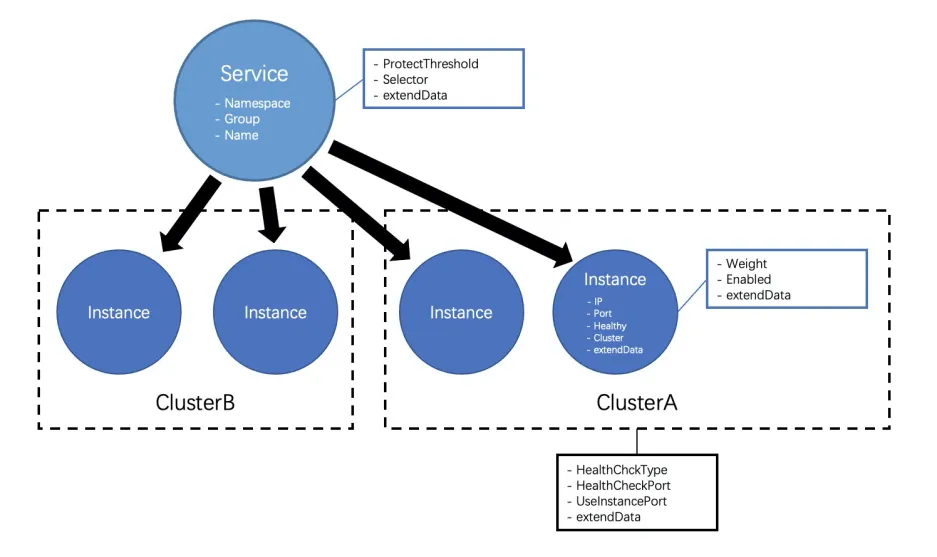 Service
- Namespace
- Group
- Name
- ProtectThreshold
- Selector
- extendData
Instance
Instance
ClusterB
Instance
Instance
- IP
- Port
- Healthy
- Cluster
- extendData
- Weight
- Enabled
- extendData
ClusterA
- HealthChckType
- HealthCheckPort
- UseInstancePort
- extendData